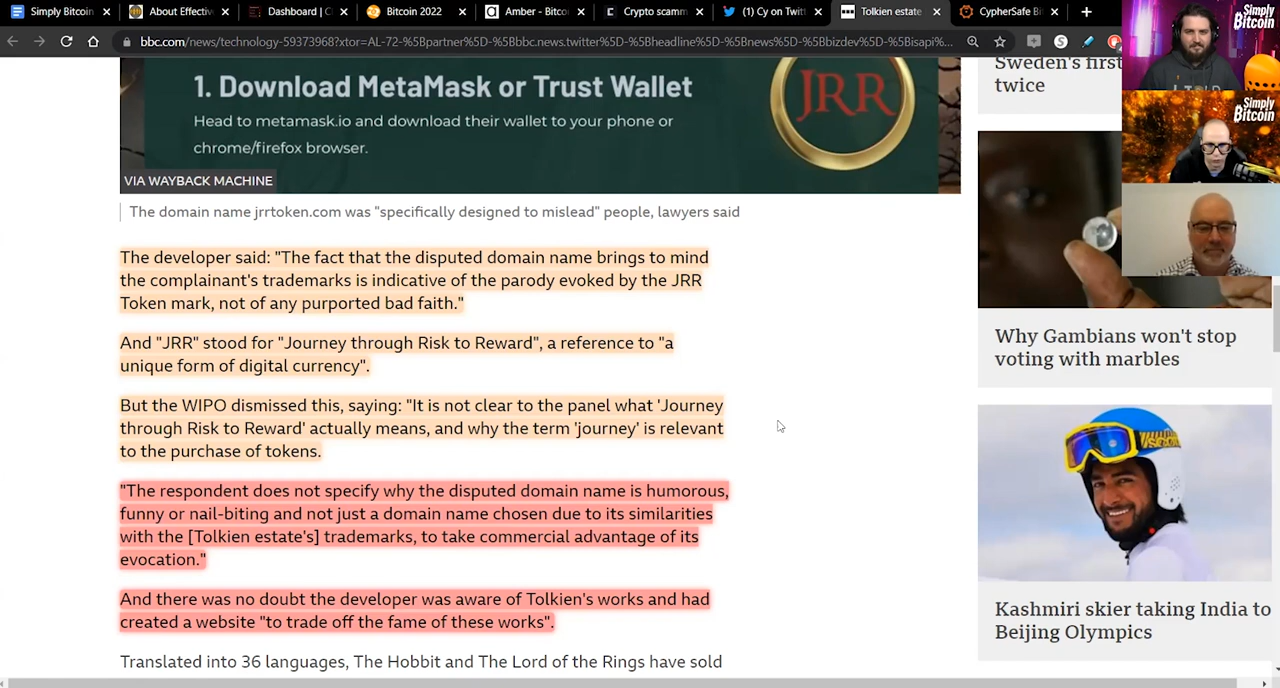 Simply Bitcoin
About Effectiv
Dashboard | C
Bitcoin 2022
Amber - Bitco
Crypto scamm
(1) Cy on Twitt
Tolkien estate
CypherSafe Bi
bbc.com/news/technology-59373968?xtor=AL-72-%5Bpartner%5D-%5Bbbc.news.twitter%5D-%5Bheadline%5D-%5Bnews%5D-%5Bbizdev%5D-%5Bisapi%5...
Simply
Bitcoin
Simply
Bitcoin
1. Download MetaMask or Trust Wallet
Head to metamask.io and download their wallet to your phone or
chrome/firefox browser.
JRR
VIA WAYBACK MACHINE
The domain name jrrtoken.com was "specifically designed to mislead" people, lawyers said
The developer said: "The fact that the disputed domain name brings to mind
the complainant's trademarks is indicative of the parody evoked by the JRR
Token mark, not of any purported bad faith."
And "JRR" stood for "Journey through Risk to Reward", a reference to "a
unique form of digital currency".
But the WIPO dismissed this, saying: "It is not clear to the panel what 'Journey
through Risk to Reward' actually means, and why the term 'journey' is relevant
to the purchase of tokens.
"The respondent does not specify why the disputed domain name is humorous,
funny or nail-biting and not just a domain name chosen due to its similarities
with the [Tolkien estate's] trademarks, to take commercial advantage of its
evocation."
And there was no doubt the developer was aware of Tolkien's works and had
created a website "to trade off the fame of these works".
Translated into 36 languages, The Hobbit and The Lord of the Rings have sold
Sweden's first
twice
Why Gambians won't stop
voting with marbles
Kashmiri skier taking India to
Beijing Olympics